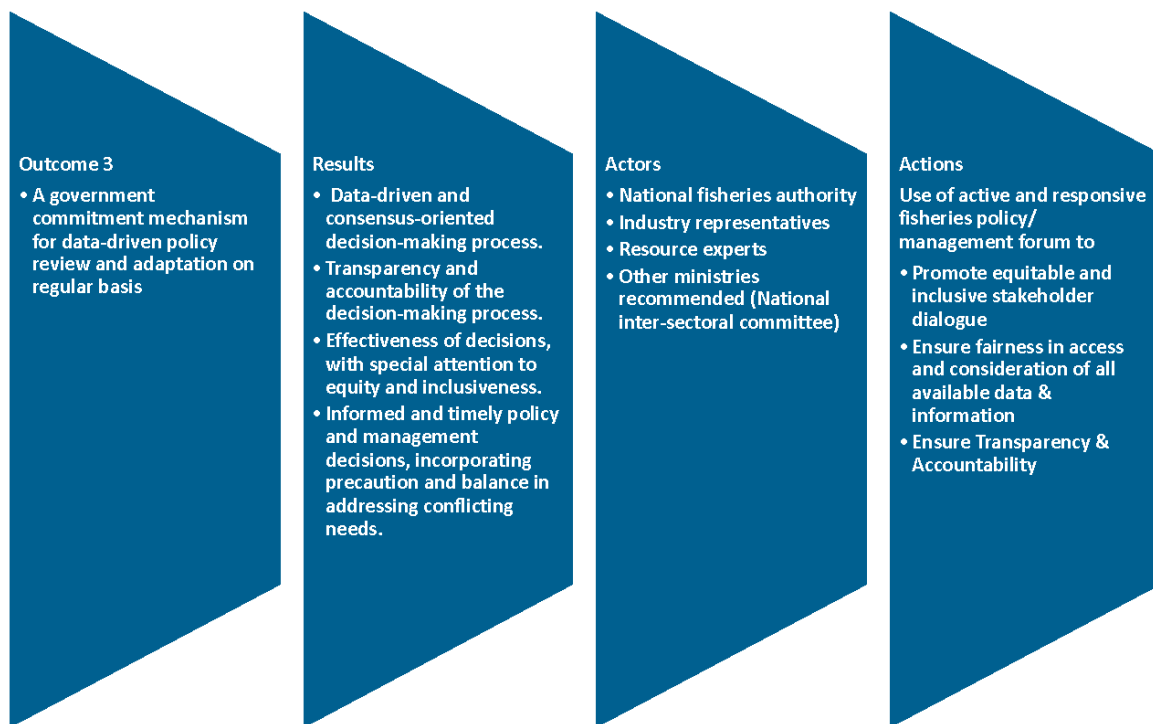 Outcome 3
• A government
commitment mechanism
for data-driven policy
review and adaptation on
regular basis
Results
• Data-driven and
consensus-oriented
decision-making process.
• Transparency and
accountability of the
decision-making process.
• Effectiveness of decisions,
with special attention to
equity and inclusiveness.
• Informed and timely policy
and management
decisions, incorporating
precaution and balance in
addressing conflicting
needs.
Actors
• National fisheries authority
• Industry representatives
• Resource experts
• Other ministries
recommended (National
inter-sectoral committee)
Actions
Use of active and responsive
fisheries policy/
management forum to
• Promote equitable and
inclusive stakeholder
dialogue
• Ensure fairness in access
and consideration of all
available data &
information
• Ensure Transparency &
Accountability